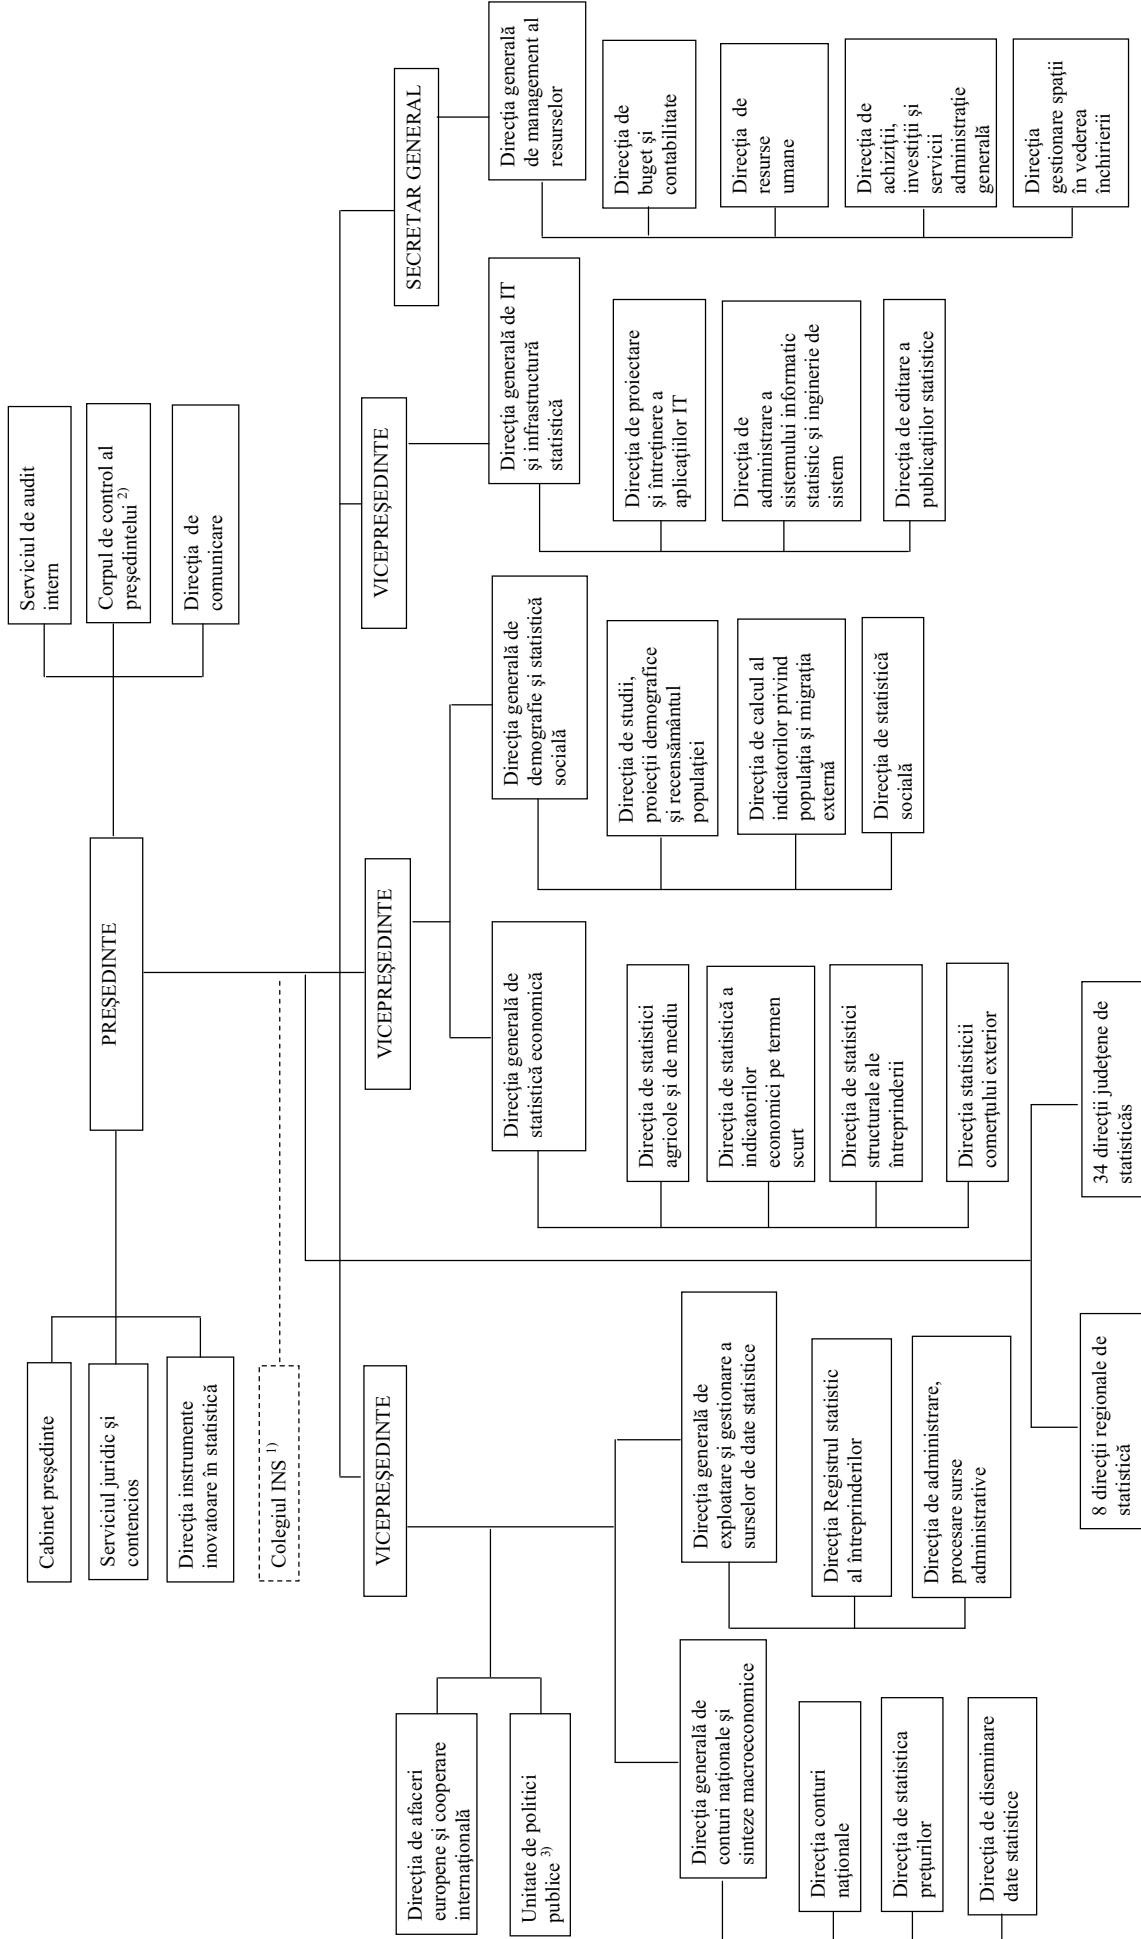 Cabinet președinte
Serviciul juridic și
contencios
Direcția instrumente
inovatoare în statistică
Colegiul INS 1)
PREȘEDINTE
Serviciul de audit
intern
Corpul de control al
președintelui 2)
Direcția de
comunicare
VICEPREȘEDINTE
VICEPREȘEDINTE
VICEPREȘEDINTE
SECRETAR GENERAL
Direcția de afaceri
europene și cooperare
internațională
Unitate de politici
publice 3)
Direcția generală de
conturi naționale și
sinteze macroeconomice
Direcția conturi
naționale
Direcția de statistica
prețurilor
Direcția de diseminare
date statistice
Direcția generală de
exploatare și gestionare a
surselor de date statistice
Direcția Registrul statistic
al întreprinderilor
Direcția de administrare,
procesare surse
administrative
Direcția generală de
statistică economică
Direcția de statistici
agricole și de mediu
Direcția de statistică a
indicatorilor
economici pe termen
scurt
Direcția de statistici
structurale ale
întreprinderii
Direcția statisticii
comerțului exterior
Direcția generală de
demografie și statistică
socială
Direcția de studii,
proiecții demografice
și recensământul
populației
Direcția de calcul al
indicatorilor privind
populația și migrația
externă
Direcția de statistică
socială
Direcția generală de IT
și infrastructură
statistică
Direcția de proiectare
și întreținere a
aplicațiilor IT
Direcția de
administrare a
sistemului informatic
statistic și inginerie de
sistem
Direcția de editare a
publicațiilor statistice
Direcția generală
de management al
resurselor
Direcția de
buget și
contabilitate
Direcția de
resurse
umane
Direcția de
achiziții,
investiții și
servicii
administrație
generală
Direcția
gestionare spații
în vederea
închirierii
8 direcții regionale de
statistică
34 direcții județene de
statisticăs